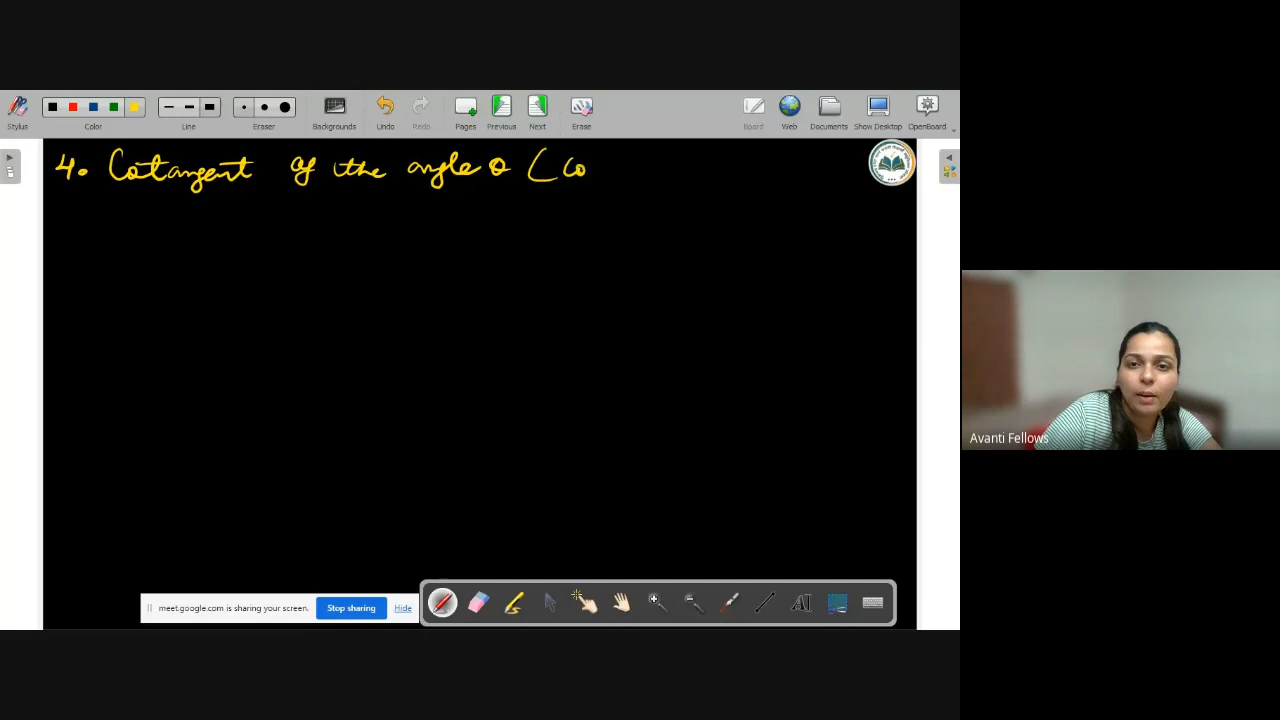 Stylus
Color
Line
Eraser
Backgrounds
Undo
Redo
Pages
Previous
Next
Erase
Board
Web
Documents
Show Desktop
OpenBoard
4. Cotangent of the angle θ (co
Avanti Fellows
meet.google.com is sharing your screen.
Stop sharing
Hide
AI